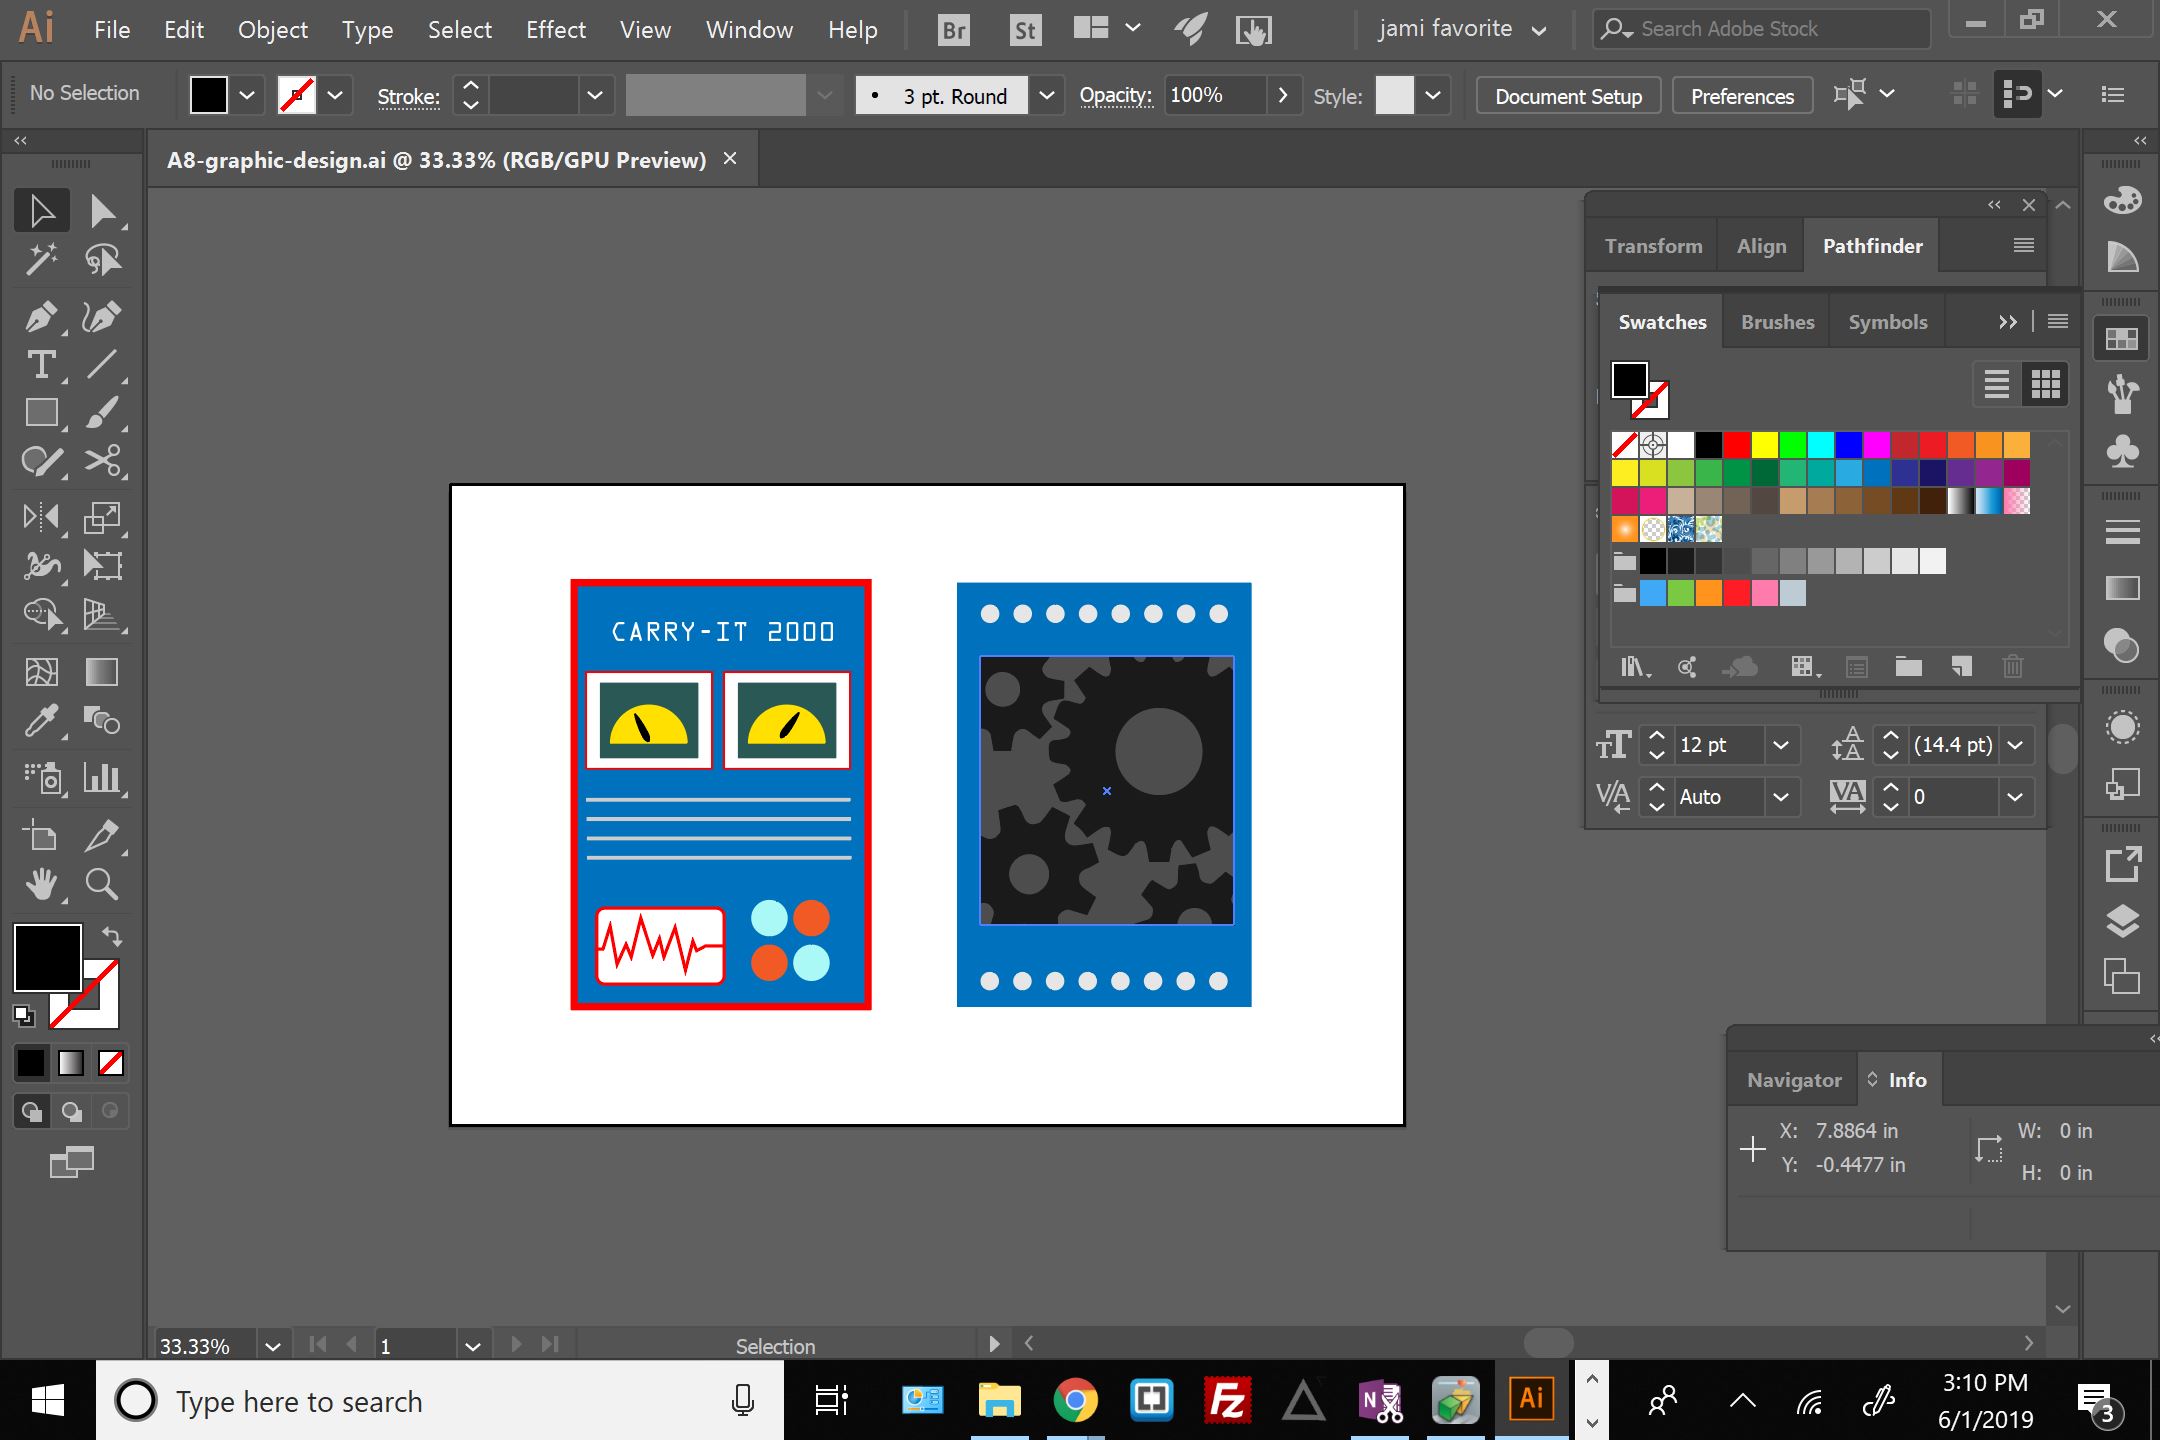 Ai File Edit Object Type Select Effect View Window Help Br St jami favorite Search Adobe Stock
No Selection Stroke: 3 pt. Round Opacity: 100% Style: Document Setup Preferences
A8-graphic-design.ai @ 33.33% (RGB/GPU Preview)
Transform Align Pathfinder
Swatches Brushes Symbols
CARRY-IT 2000
12 pt (14.4 pt)
Auto 0
Navigator Info
X: 7.8864 in W: 0 in
Y: -0.4477 in H: 0 in
33.33% 1 Selection
Type here to search
Fz N Ai
3:10 PM
6/1/2019
3